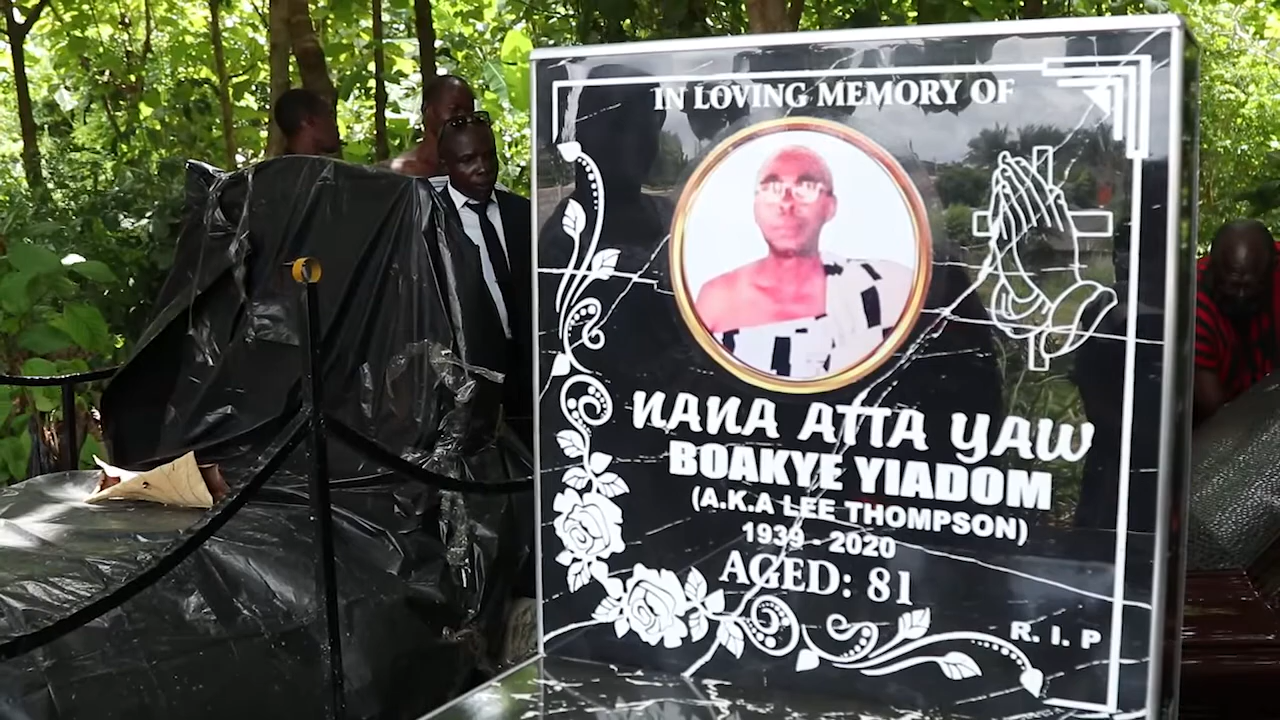 IN LOVING MEMORY OF
NANA ATTA YAW
BOAKYE YIADOM
(A.K.A LEE THOMPSON)
1939 - 2020
AGED: 81
R. I. P